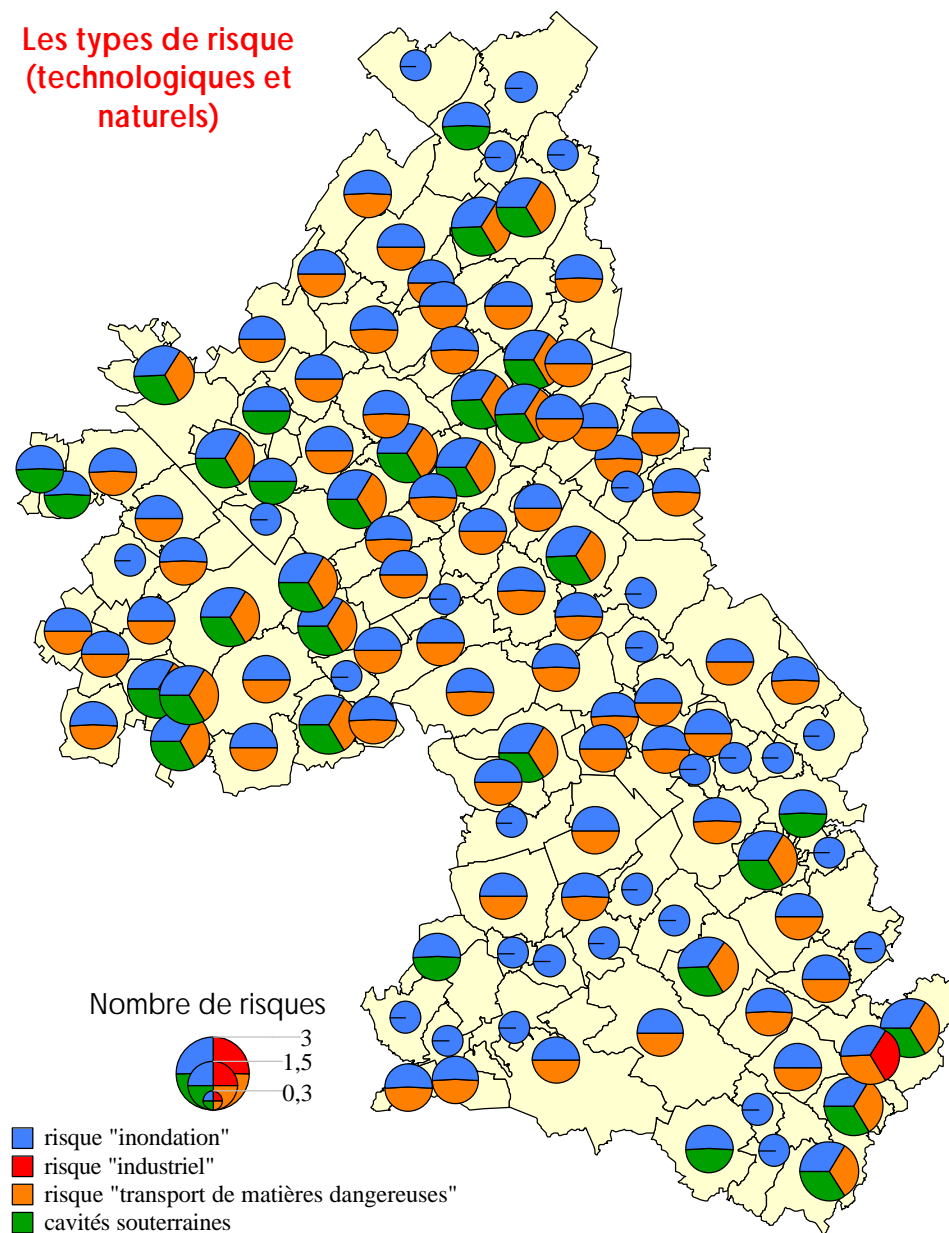 Les types de risque
(technologiques et
naturels)
Nombre de risques
3
1,5
0,3
risque "inondation"
risque "industriel"
risque "transport de matières dangereuses"
cavités souterraines